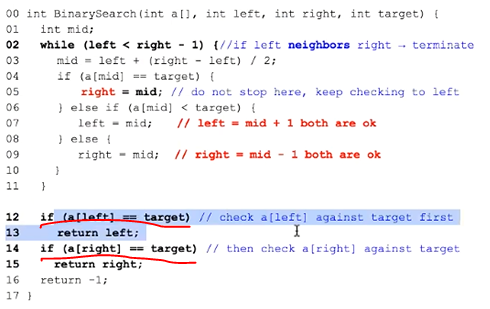 00 int BinarySearch(int a[], int left, int right, int target) {
01 int mid;
02 while (left < right - 1) {//if left neighbors right → terminate
03 mid = left + (right - left) / 2;
04 if (a[mid] == target) {
05 right = mid; // do not stop here, keep checking to left
06 } else if (a[mid] < target) {
07 left = mid; // left = mid + 1 both are ok
08 } else {
09 right = mid; // right = mid - 1 both are ok
10 }
11 }
12 if (a[left] == target) // check a[left] against target first
13 return left;
14 if (a[right] == target) // then check a[right] against target
15 return right;
16 return -1;
17 }